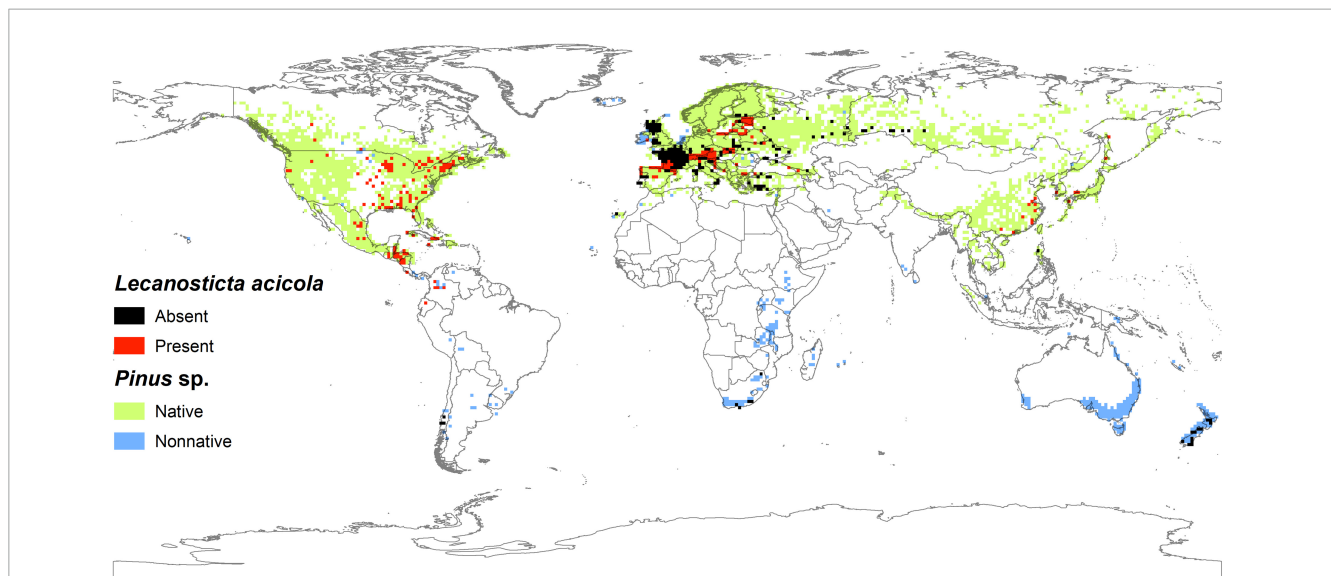 Lecanosticta acicola
Absent
Present
Pinus sp.
Native
Nonnative